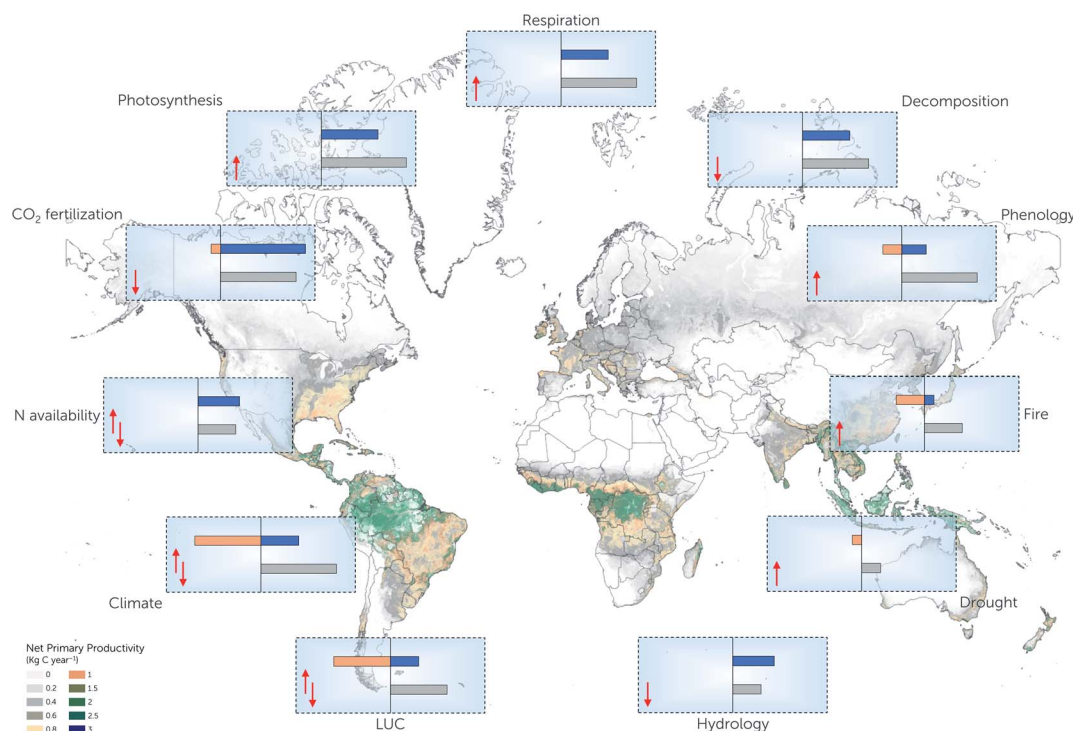 Respiration
Photosynthesis
Decomposition
CO₂ fertilization
Phenology
N availability
Fire
Climate
Drought
LUC
Hydrology
Net Primary Productivity
(Kg C year⁻¹)
0 1
0.2 1.5
0.4 2
0.6 2.5
0.8 3